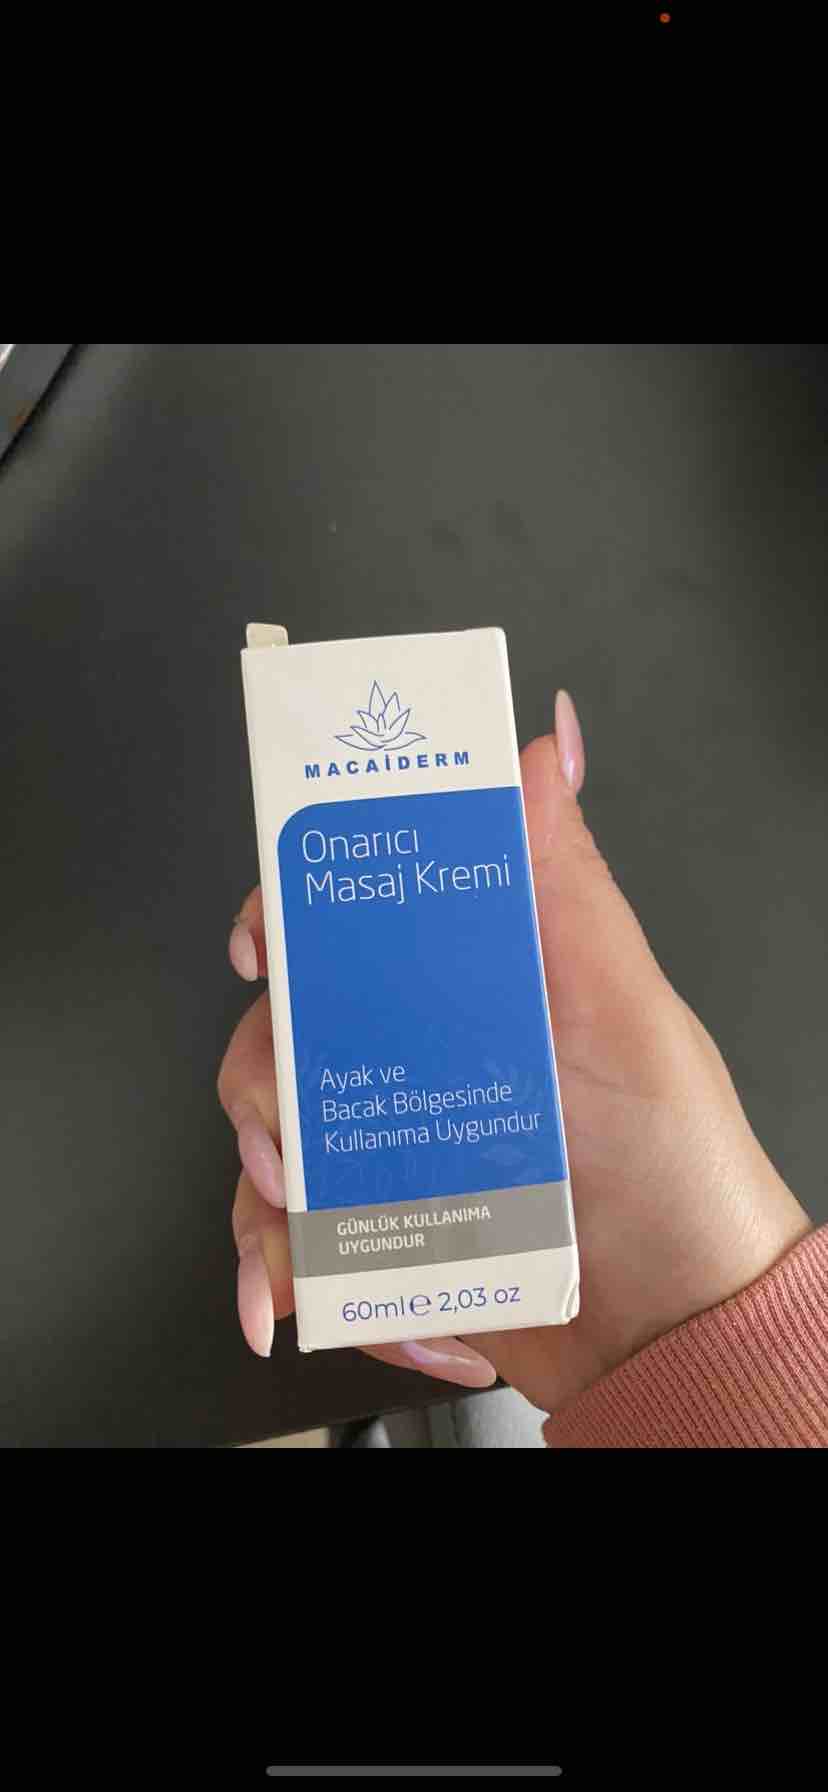 MACAİDERM
Onarıcı
Masaj Kremi
Ayak ve
Bacak Bölgesinde
Kullanıma Uygundur
GÜNLÜK KULLANIMA
UYGUNDUR
60ml℮ 2,03 oz